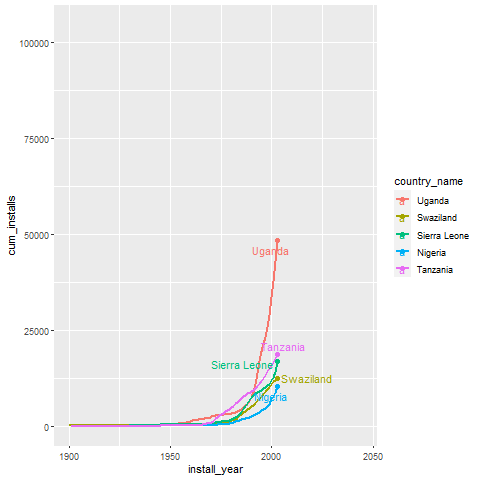 100000
75000
50000
25000
0
cum_installs
Uganda
Tanzania
Sierra Leone
Swaziland
Nigeria
1900
1950
2000
2050
install_year
country_name
Uganda
Swaziland
Sierra Leone
Nigeria
Tanzania